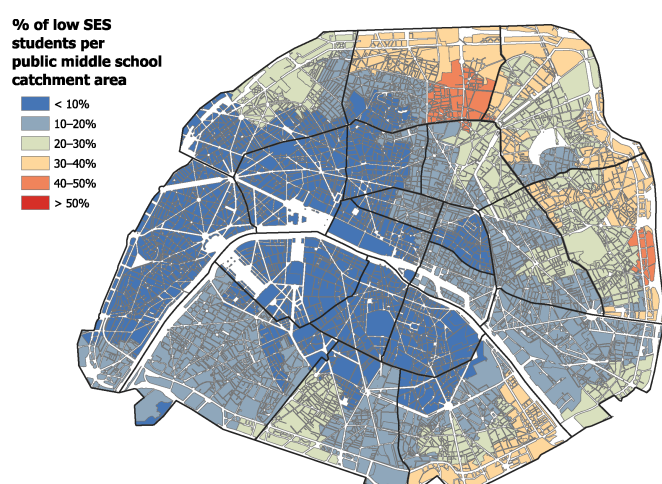 % of low SES
students per
public middle school
catchment area
< 10%
10–20%
20–30%
30–40%
40–50%
> 50%